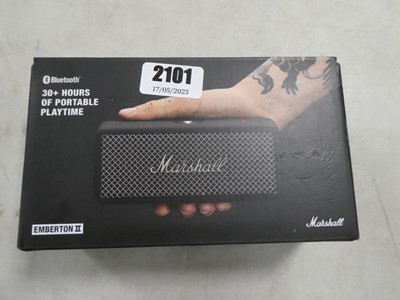 Bluetooth®
30+ HOURS
OF PORTABLE
PLAYTIME
2101
17/05/2025
Marshall
EMBERTON II
Marshall